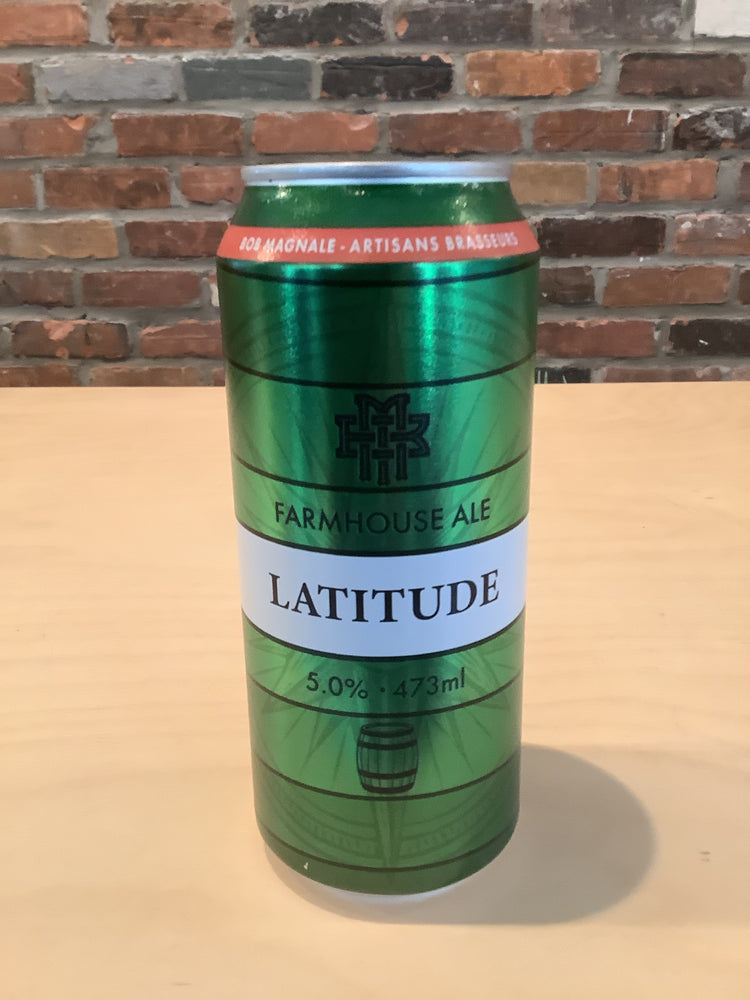 BOB MAGNALE - ARTISANS BRASSEURS
FARMHOUSE ALE
LATITUDE
5.0% · 473ml